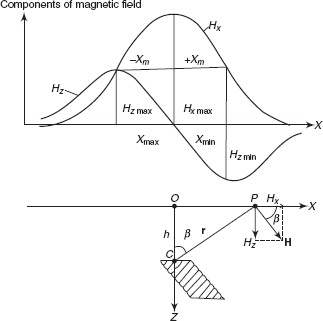 Components of magnetic field
Hx
–Xm +Xm
Hz
Hz max Hx max
X
Xmax Xmin
Hz min
O P Hx
X
β
h β r
Hz H
C
Z